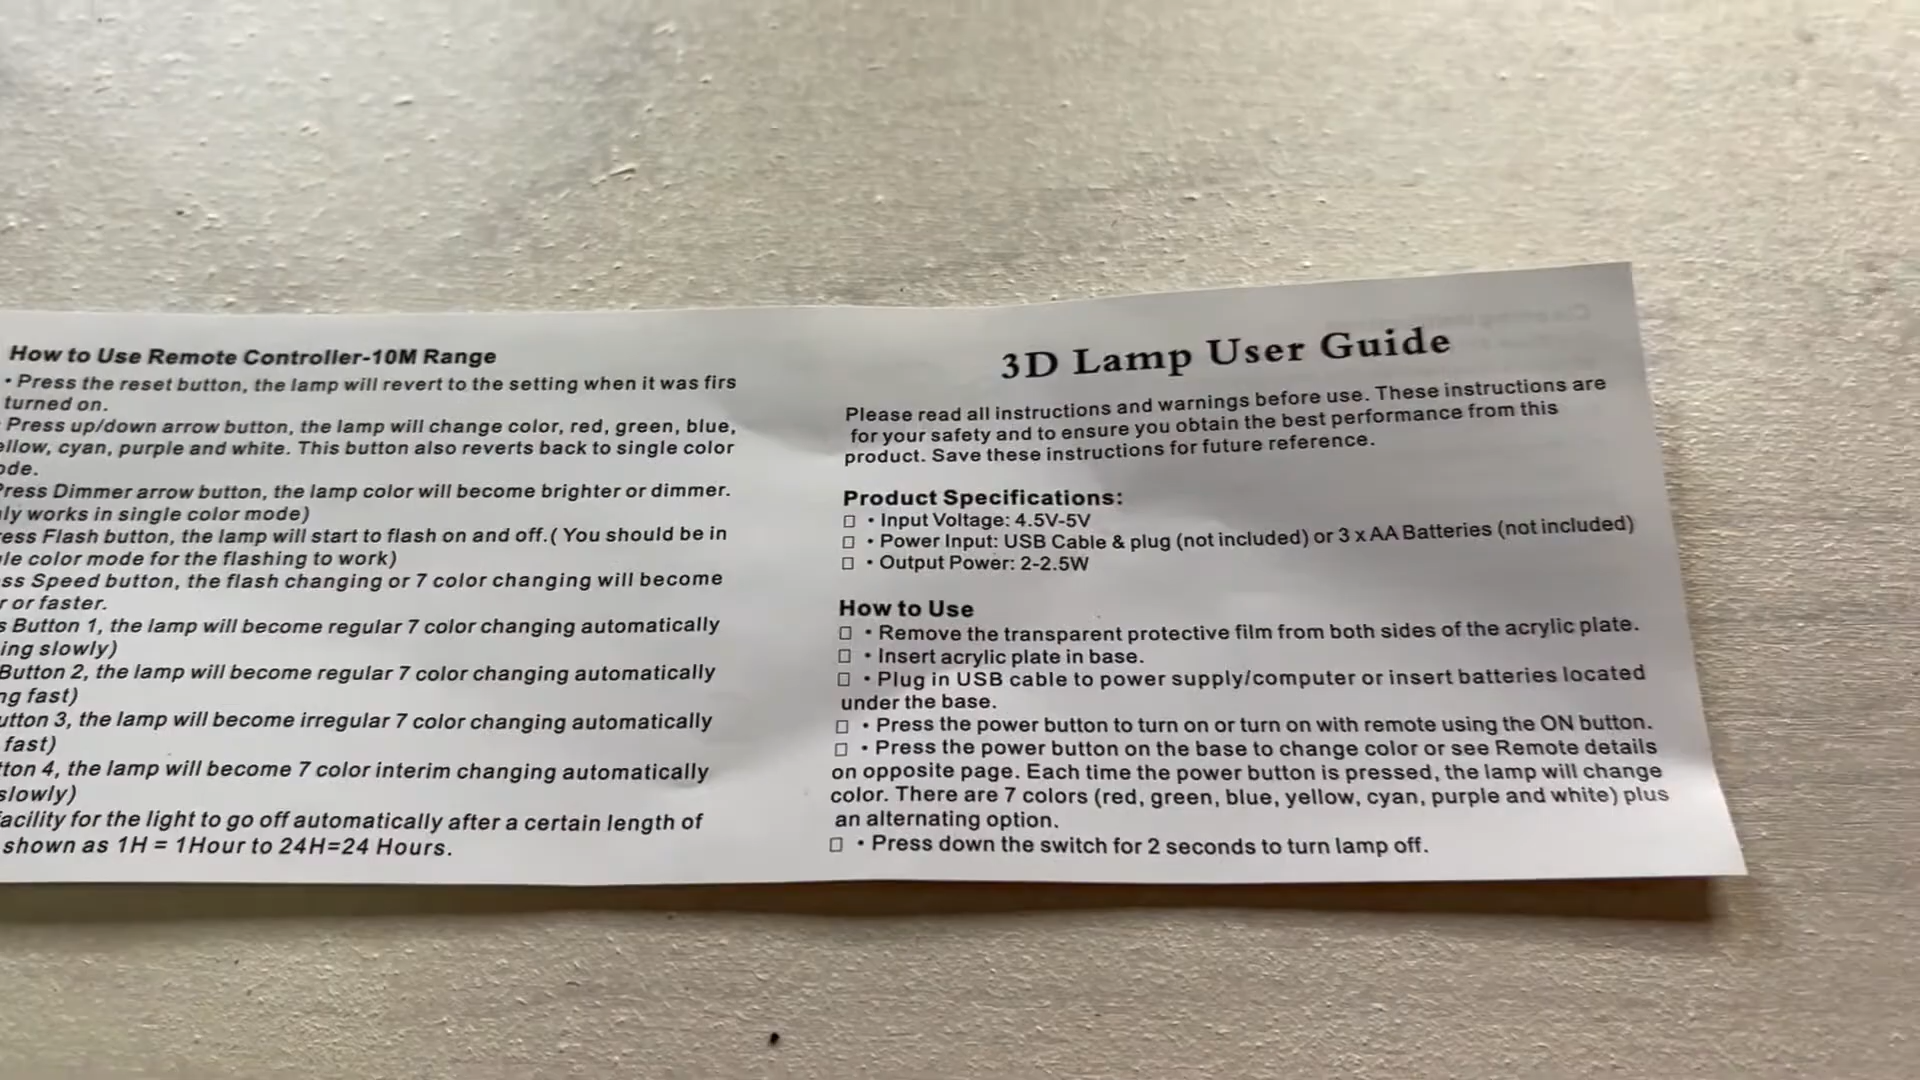 How to Use Remote Controller-10M Range
• Press the reset button, the lamp will revert to the setting when it was firs
turned on.
Press up/down arrow button, the lamp will change color, red, green, blue,
ellow, cyan, purple and white. This button also reverts back to single color
ode.
Press Dimmer arrow button, the lamp color will become brighter or dimmer.
ly works in single color mode)
ess Flash button, the lamp will start to flash on and off.( You should be in
le color mode for the flashing to work)
ss Speed button, the flash changing or 7 color changing will become
r or faster.
s Button 1, the lamp will become regular 7 color changing automatically
ing slowly)
Button 2, the lamp will become regular 7 color changing automatically
ng fast)
utton 3, the lamp will become irregular 7 color changing automatically
fast)
tton 4, the lamp will become 7 color interim changing automatically
slowly)
acility for the light to go off automatically after a certain length of
shown as 1H = 1Hour to 24H=24 Hours.
3D Lamp User Guide
Please read all instructions and warnings before use. These instructions are
for your safety and to ensure you obtain the best performance from this
product. Save these instructions for future reference.
Product Specifications:
□ • Input Voltage: 4.5V-5V
□ • Power Input: USB Cable & plug (not included) or 3 x AA Batteries (not included)
□ • Output Power: 2-2.5W
How to Use
□ • Remove the transparent protective film from both sides of the acrylic plate.
□ • Insert acrylic plate in base.
□ • Plug in USB cable to power supply/computer or insert batteries located
under the base.
□ • Press the power button to turn on or turn on with remote using the ON button.
□ • Press the power button on the base to change color or see Remote details
on opposite page. Each time the power button is pressed, the lamp will change
color. There are 7 colors (red, green, blue, yellow, cyan, purple and white) plus
an alternating option.
□ • Press down the switch for 2 seconds to turn lamp off.